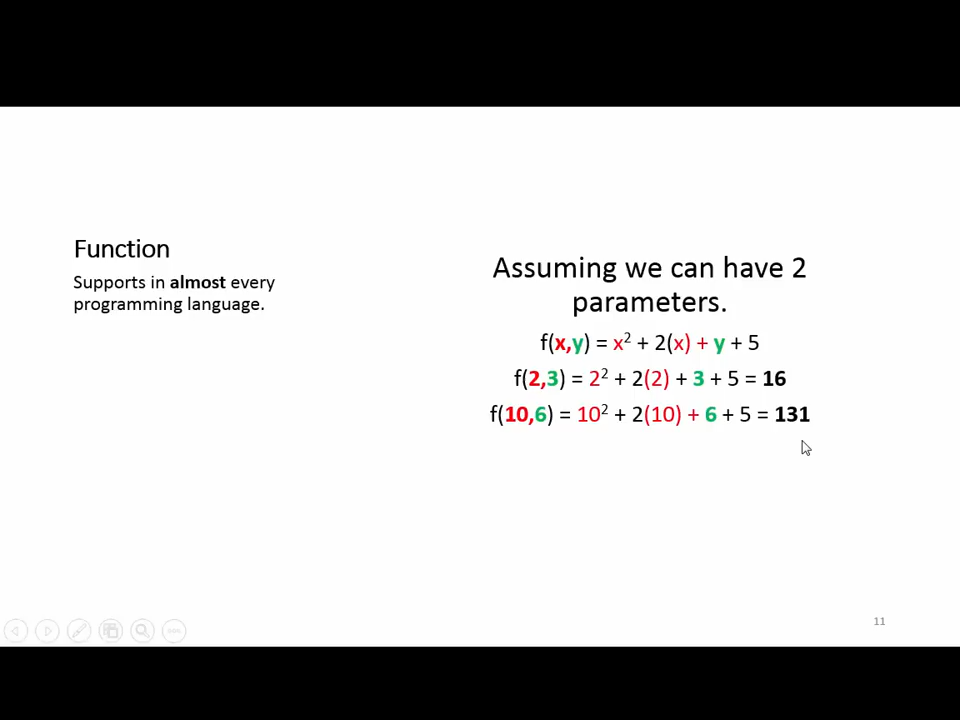 Function
Supports in almost every
programming language.
Assuming we can have 2
parameters.
f(x,y) = x² + 2(x) + y + 5
f(2,3) = 2² + 2(2) + 3 + 5 = 16
f(10,6) = 10² + 2(10) + 6 + 5 = 131
11